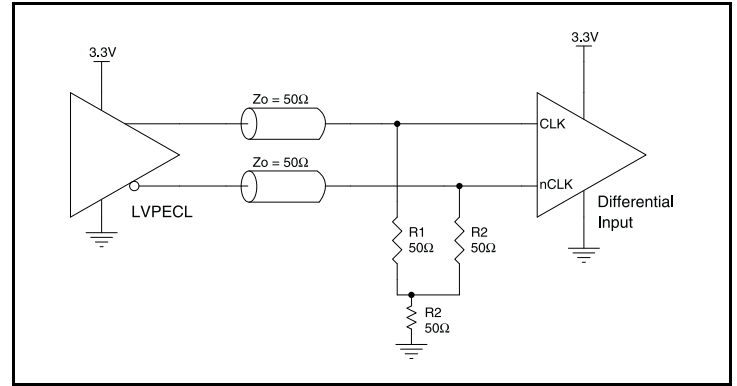 3.3V
3.3V
Zo = 50Ω
CLK
Zo = 50Ω
nCLK
LVPECL
Differential
Input
R1
50Ω
R2
50Ω
R2
50Ω